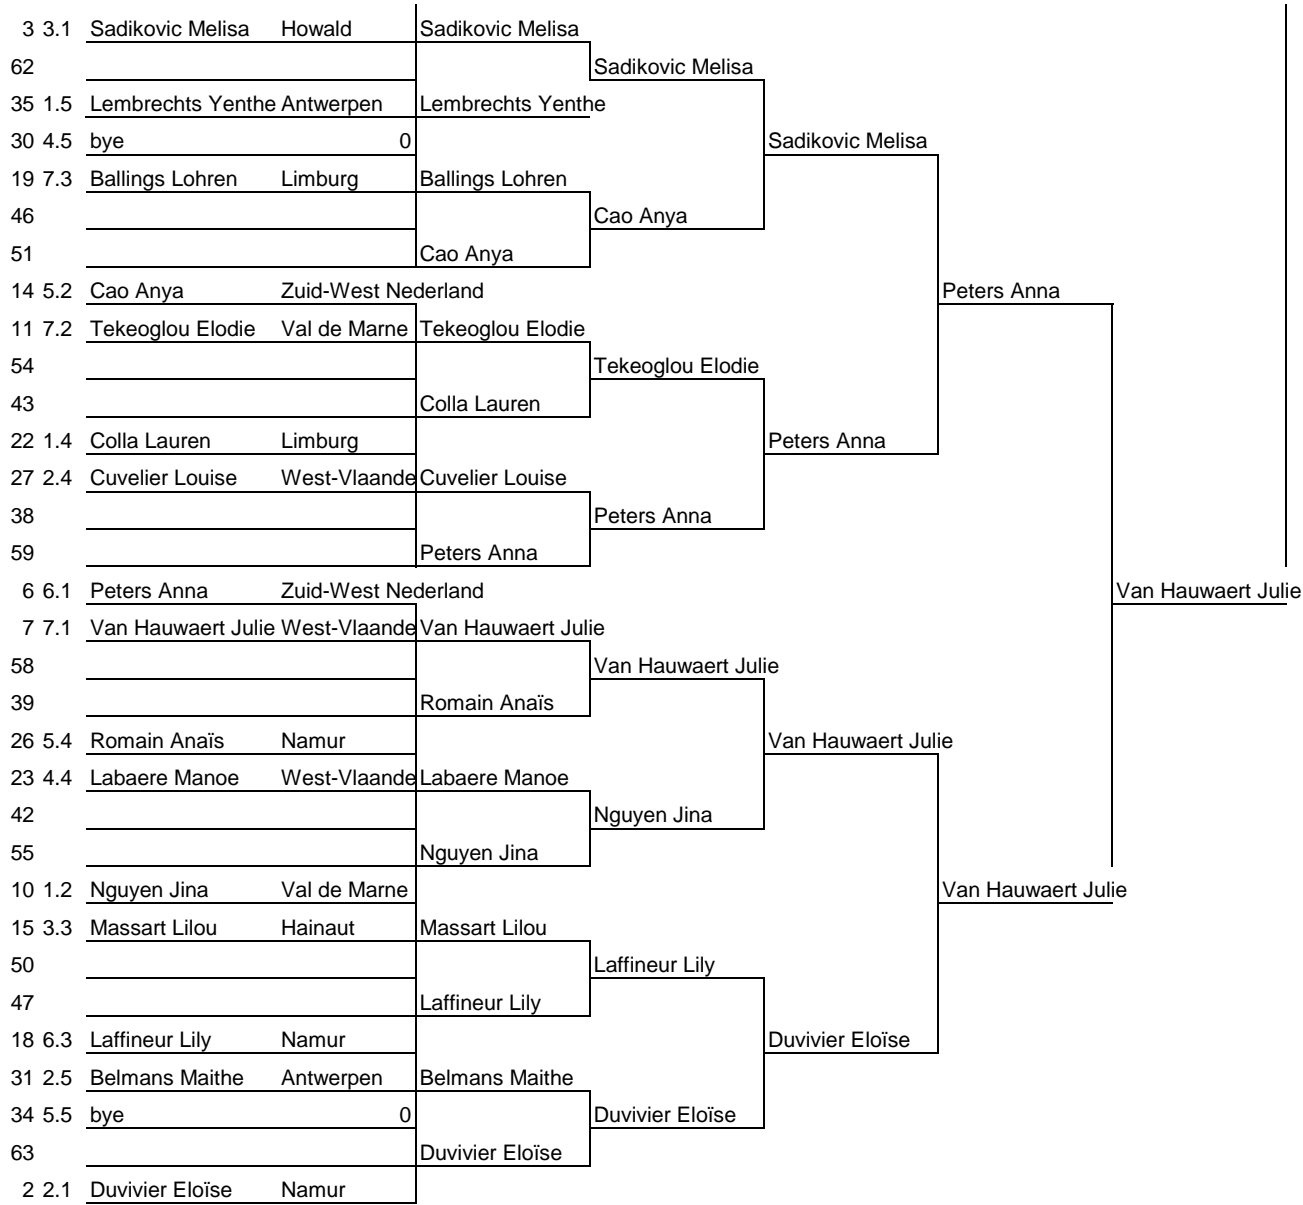 3 3.1 Sadikovic Melisa Howald Sadikovic Melisa
62 Sadikovic Melisa
35 1.5 Lembrechts Yenthe Antwerpen Lembrechts Yenthe
30 4.5 bye 0 Sadikovic Melisa
19 7.3 Ballings Lohren Limburg Ballings Lohren
46 Cao Anya
51 Cao Anya
14 5.2 Cao Anya Zuid-West Nederland Peters Anna
11 7.2 Tekeoglou Elodie Val de Marne Tekeoglou Elodie
54 Tekeoglou Elodie
43 Colla Lauren
22 1.4 Colla Lauren Limburg Peters Anna
27 2.4 Cuvelier Louise West-Vlaande Cuvelier Louise
38 Peters Anna
59 Peters Anna
6 6.1 Peters Anna Zuid-West Nederland Van Hauwaert Julie
7 7.1 Van Hauwaert Julie West-Vlaande Van Hauwaert Julie
58 Van Hauwaert Julie
39 Romain Anaïs
26 5.4 Romain Anaïs Namur Van Hauwaert Julie
23 4.4 Labaere Manoe West-Vlaande Labaere Manoe
42 Nguyen Jina
55 Nguyen Jina
10 1.2 Nguyen Jina Val de Marne Van Hauwaert Julie
15 3.3 Massart Lilou Hainaut Massart Lilou
50 Laffineur Lily
47 Laffineur Lily
18 6.3 Laffineur Lily Namur Duvivier Eloïse
31 2.5 Belmans Maithe Antwerpen Belmans Maithe
34 5.5 bye 0 Duvivier Eloïse
63 Duvivier Eloïse
2 2.1 Duvivier Eloïse Namur